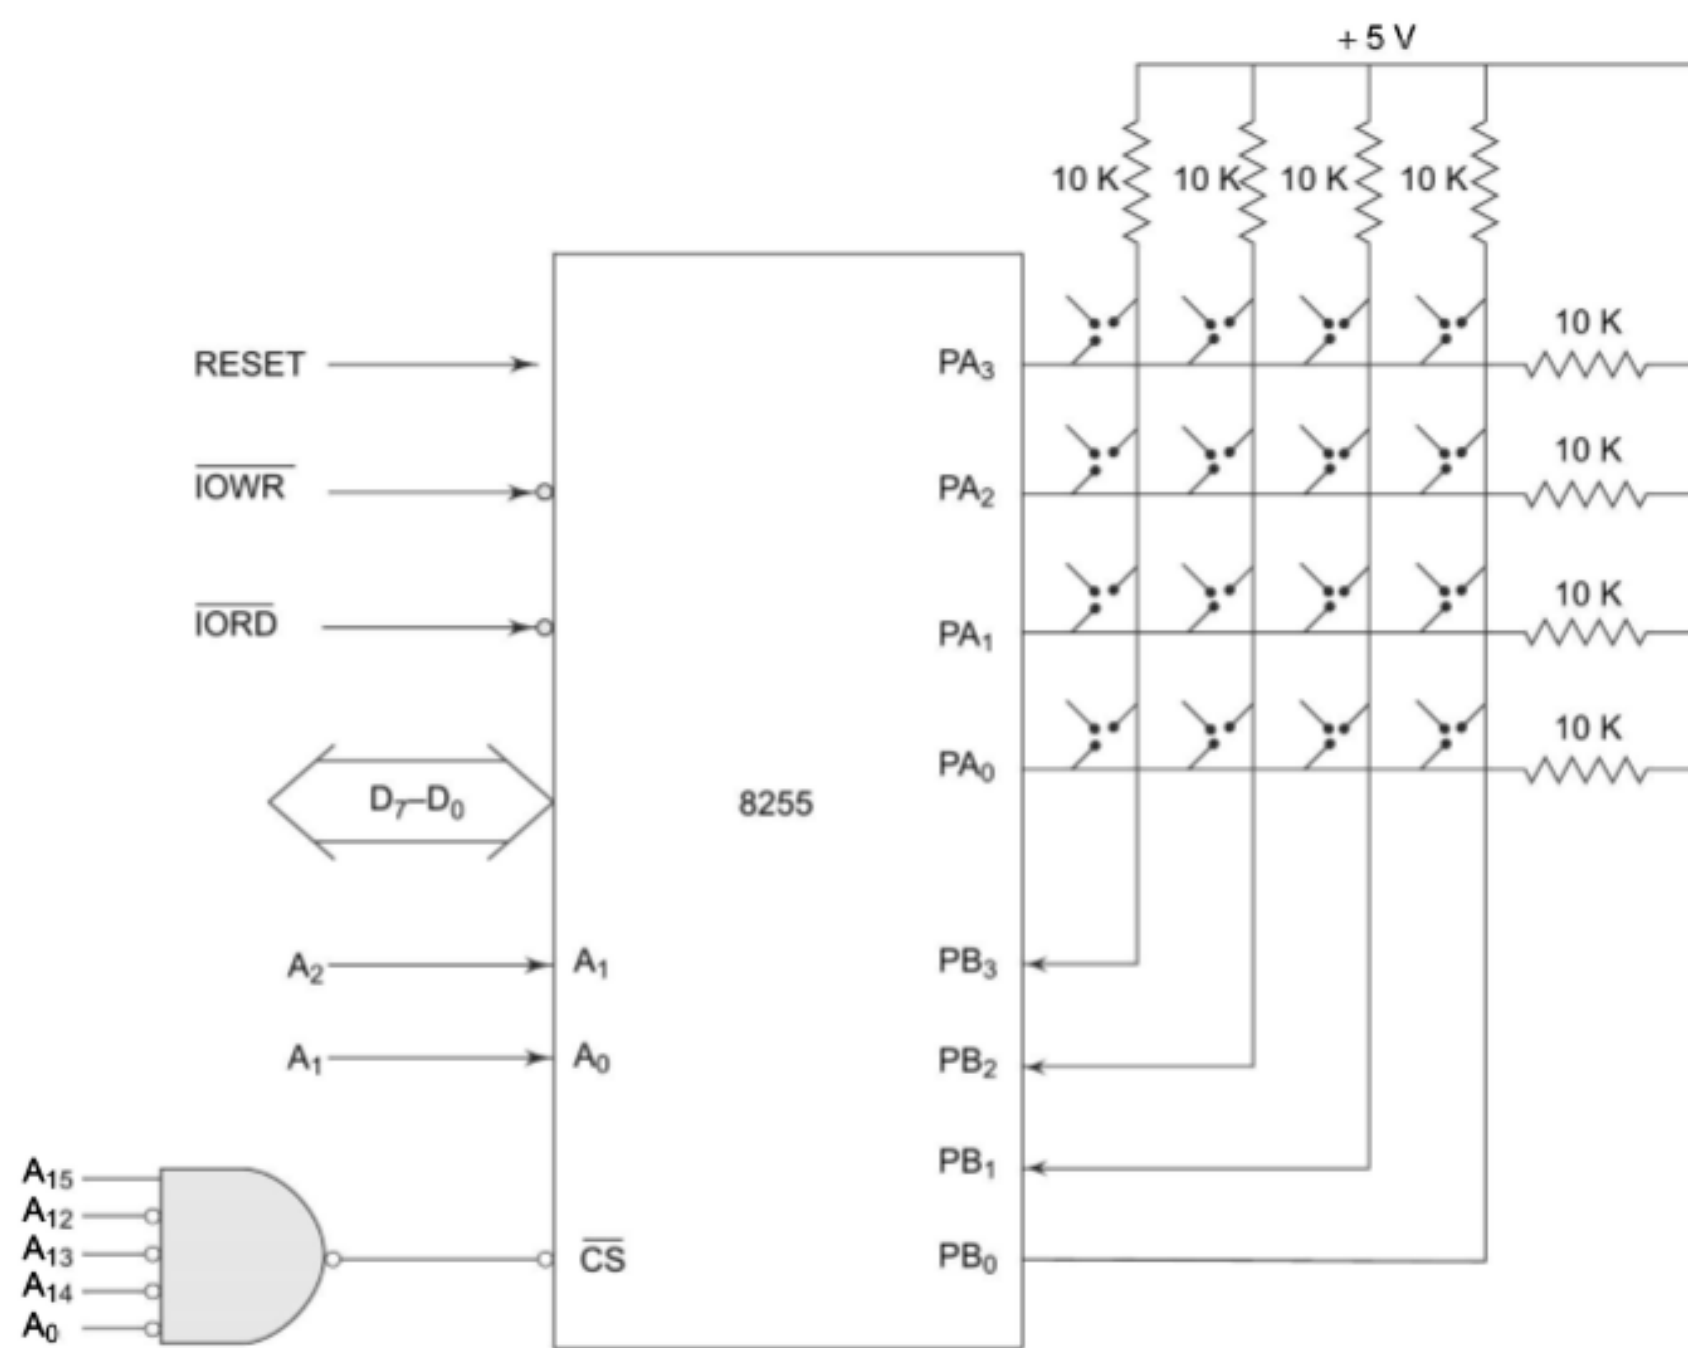 + 5 V
10 K 10 K 10 K 10 K
10 K
RESET
PA3
10 K
IOWR
PA2
10 K
IORD
PA1
10 K
PA0
D7–D0
8255
A2
A1
PB3
A1
A0
PB2
A15
PB1
A12
A13
CS
PB0
A14
A0